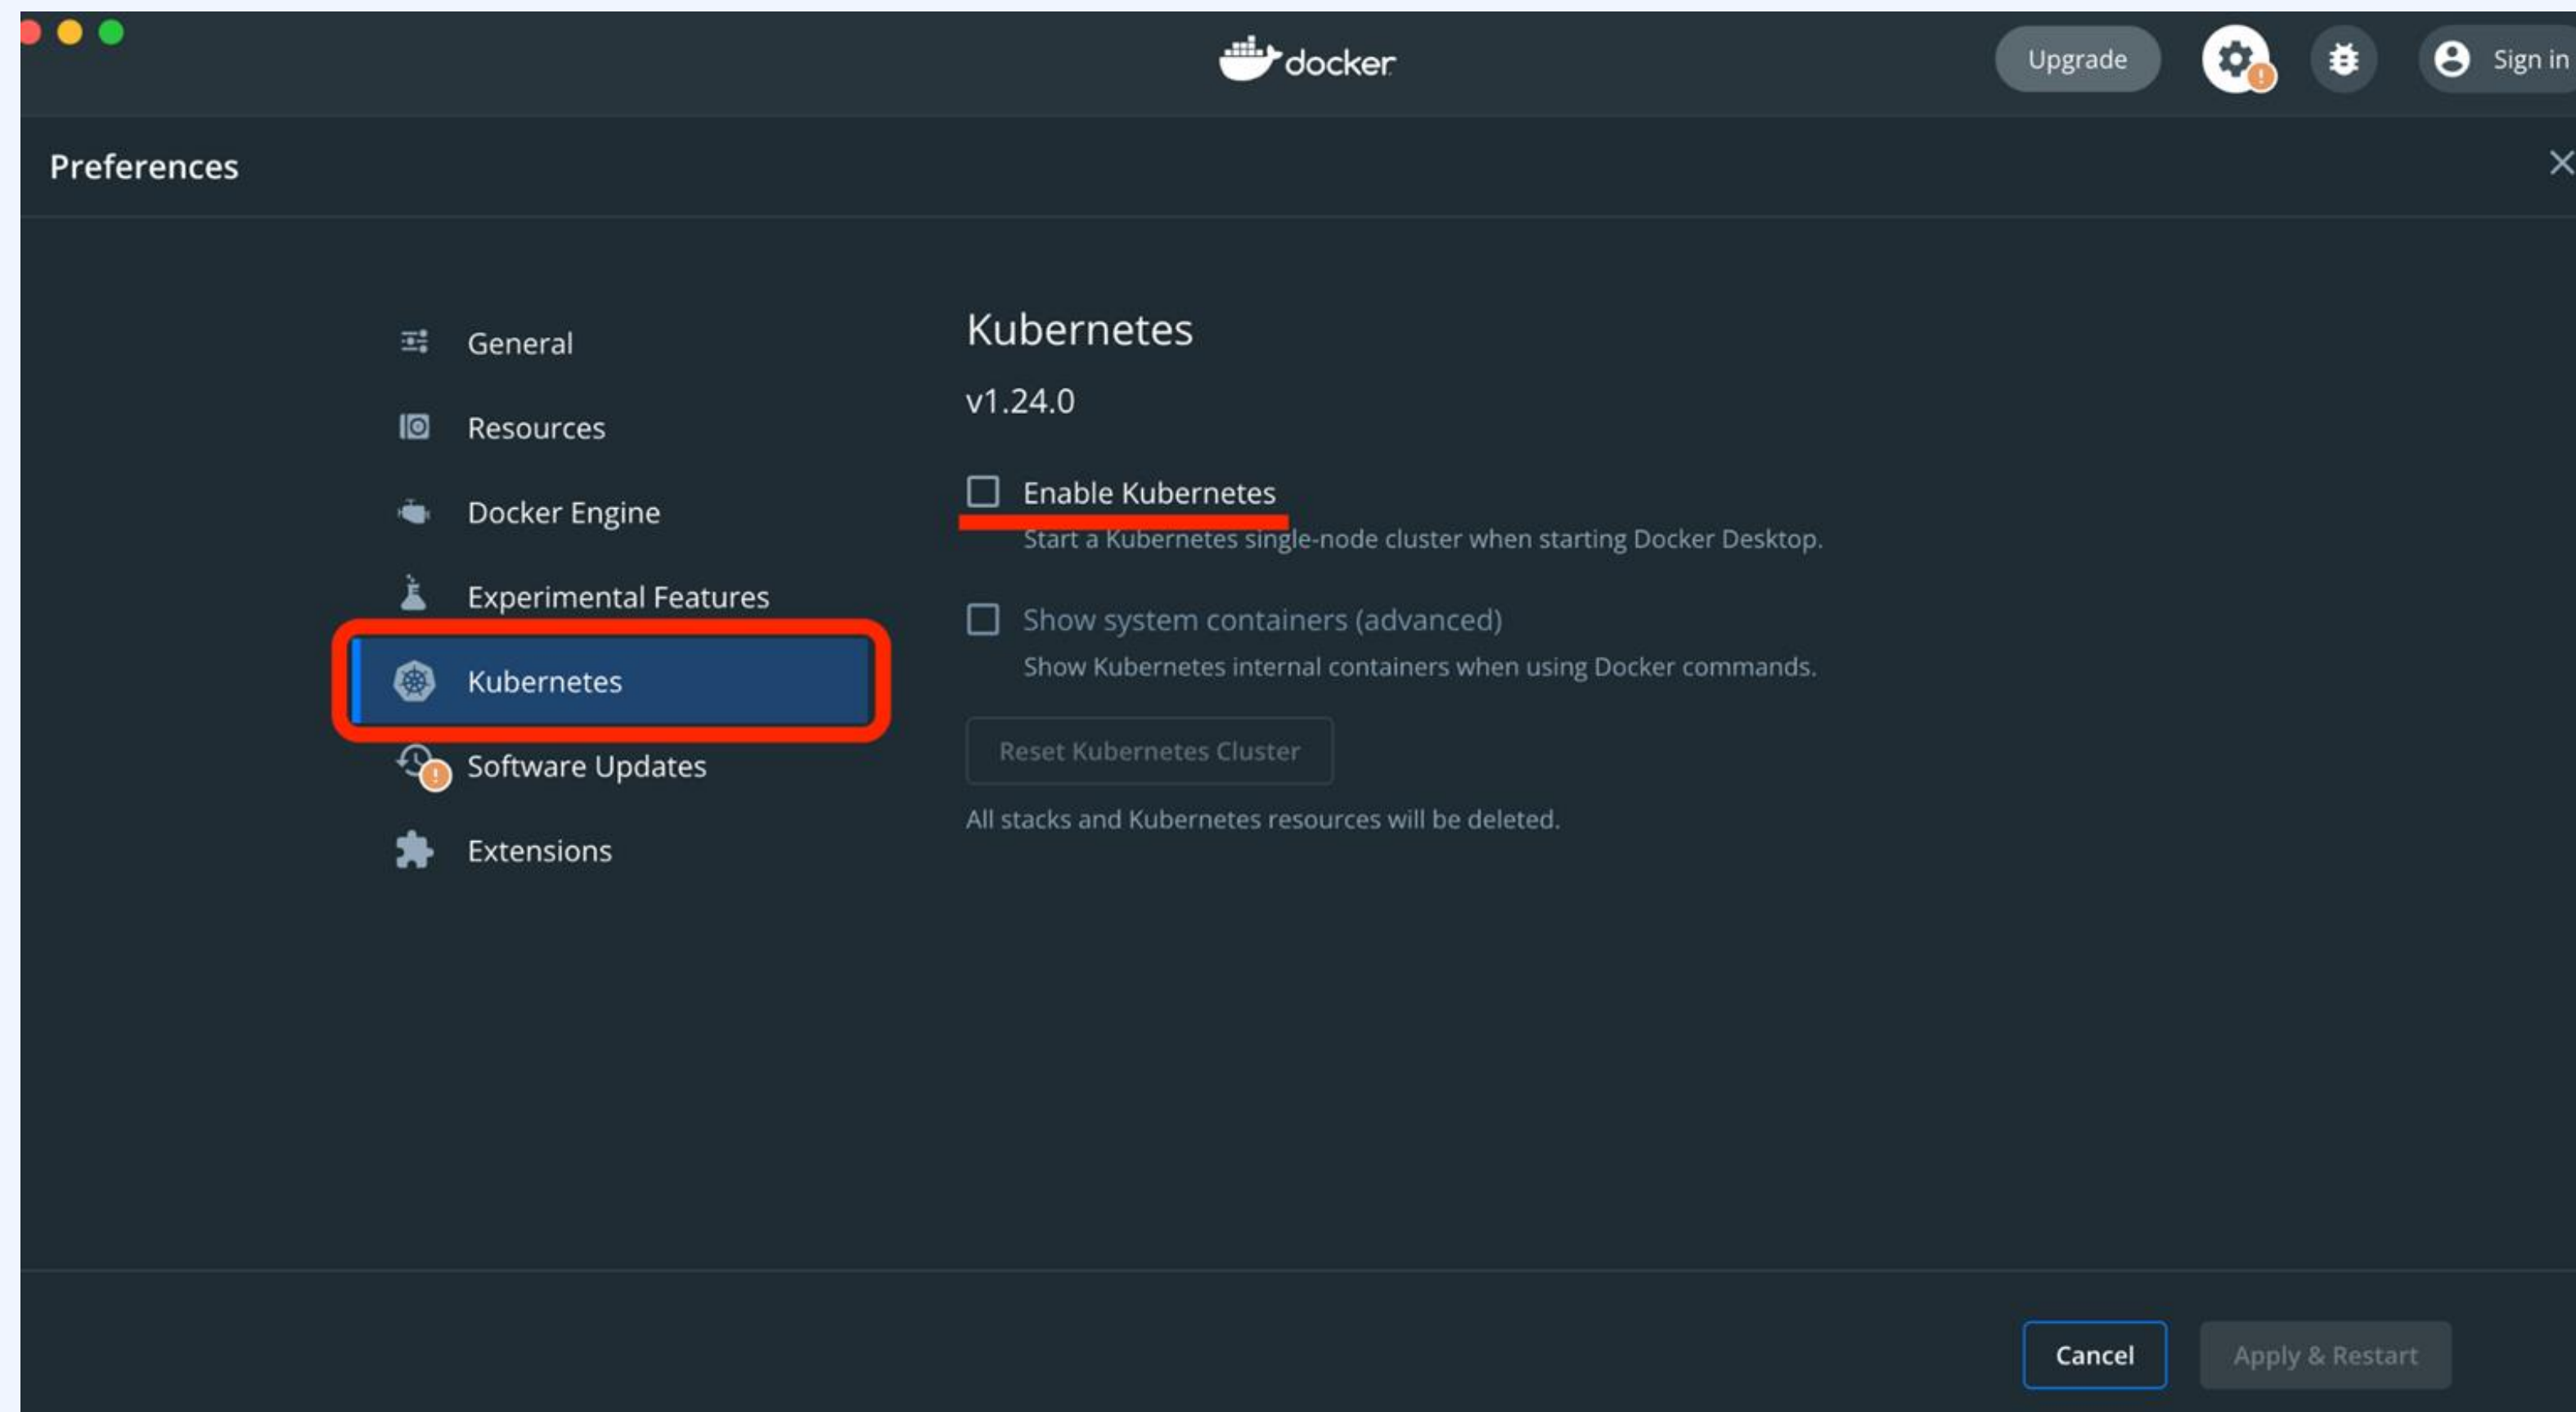 docker
Upgrade
Sign in
Preferences
General
Resources
Docker Engine
Experimental Features
Kubernetes
Software Updates
Extensions
Kubernetes
v1.24.0
Enable Kubernetes
Start a Kubernetes single-node cluster when starting Docker Desktop.
Show system containers (advanced)
Show Kubernetes internal containers when using Docker commands.
Reset Kubernetes Cluster
All stacks and Kubernetes resources will be deleted.
Cancel
Apply & Restart